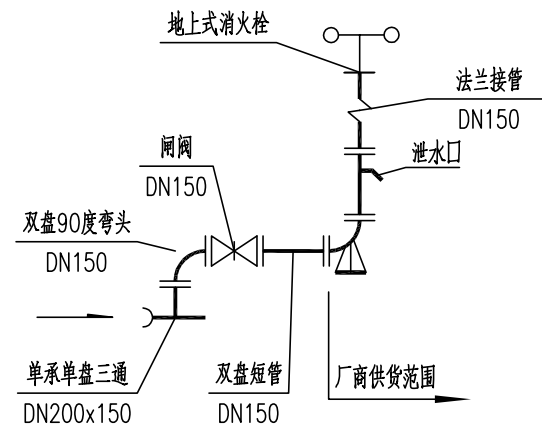 地上式消火栓
法兰接管
DN150
泄水口
闸阀
DN150
双盘90度弯头
DN150
单承单盘三通
DN200x150
双盘短管
DN150
厂商供货范围